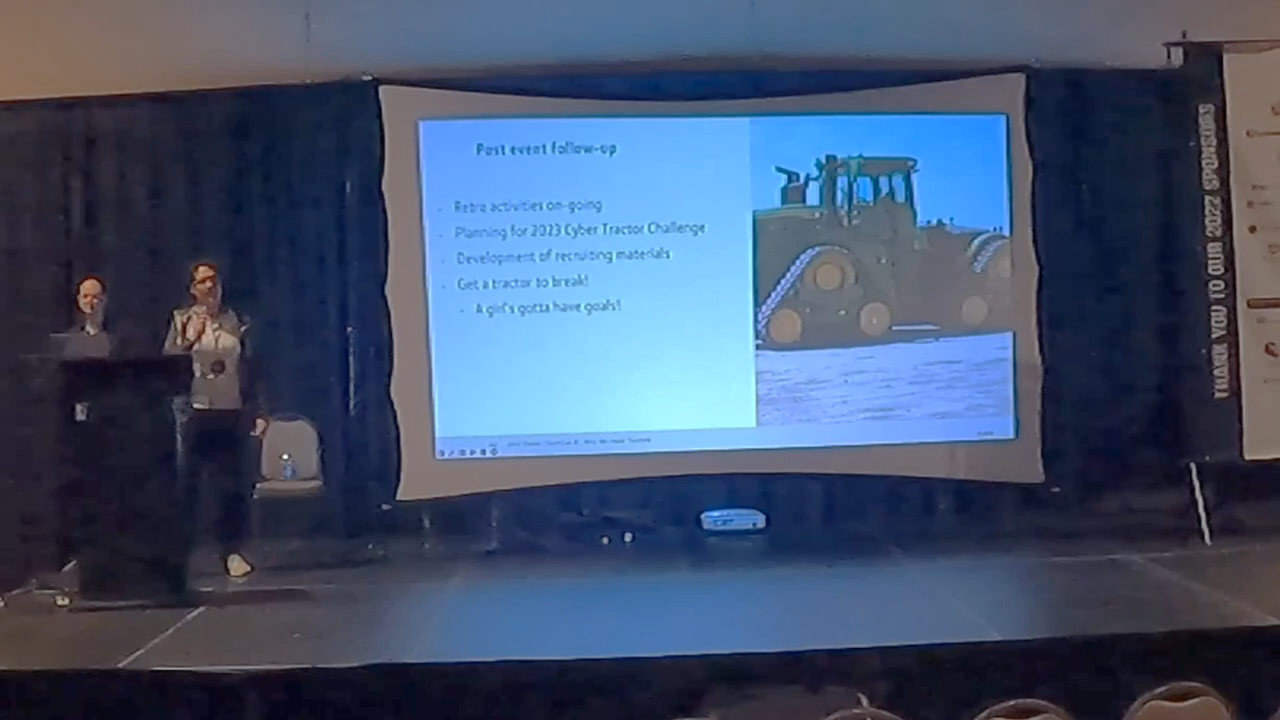 Post event follow-up
Retro activities on-going
Planning for 2023 Cyber Tractor Challenge
Development of recruiting materials
Get a tractor to break!
A girl's gotta have goals!
THANK YOU TO OUR 2022 SPONSORS